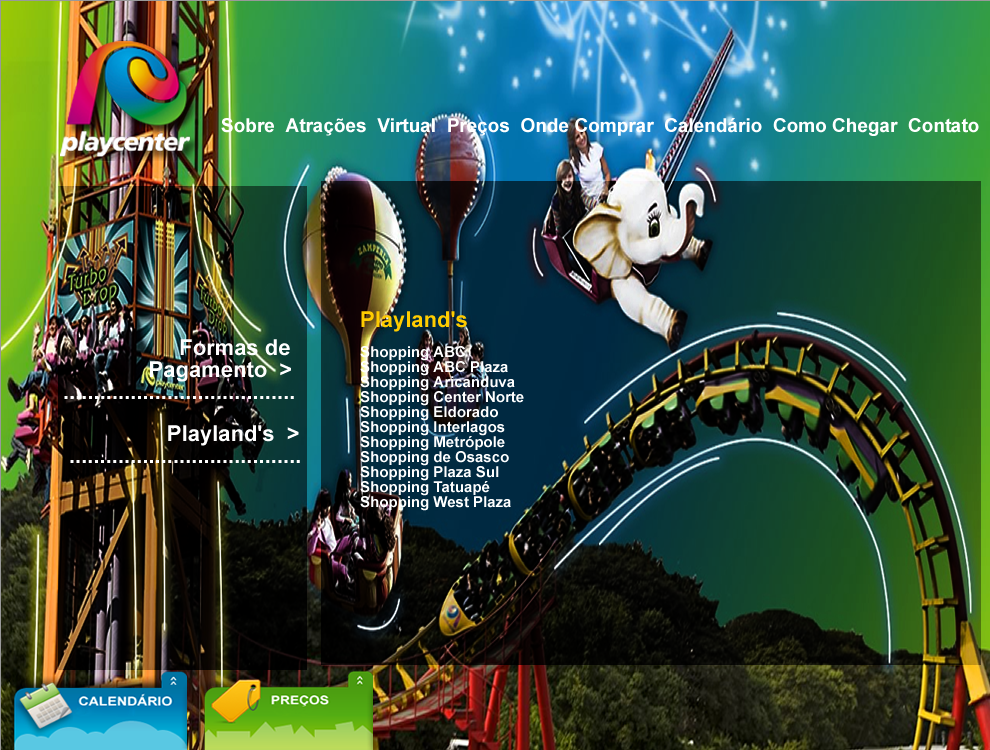 playcenter
Sobre Atrações Virtual Preços Onde Comprar Calendário Como Chegar Contato
ZAMPERLA
Turbo Drop
Playland's
Formas de
Pagamento >
Playland's >
Shopping ABC
Shopping ABC Plaza
Shopping Aricanduva
Shopping Center Norte
Shopping Eldorado
Shopping Interlagos
Shopping Metrópole
Shopping de Osasco
Shopping Plaza Sul
Shopping Tatuapé
Shopping West Plaza
playcenter
CALENDÁRIO
PREÇOS